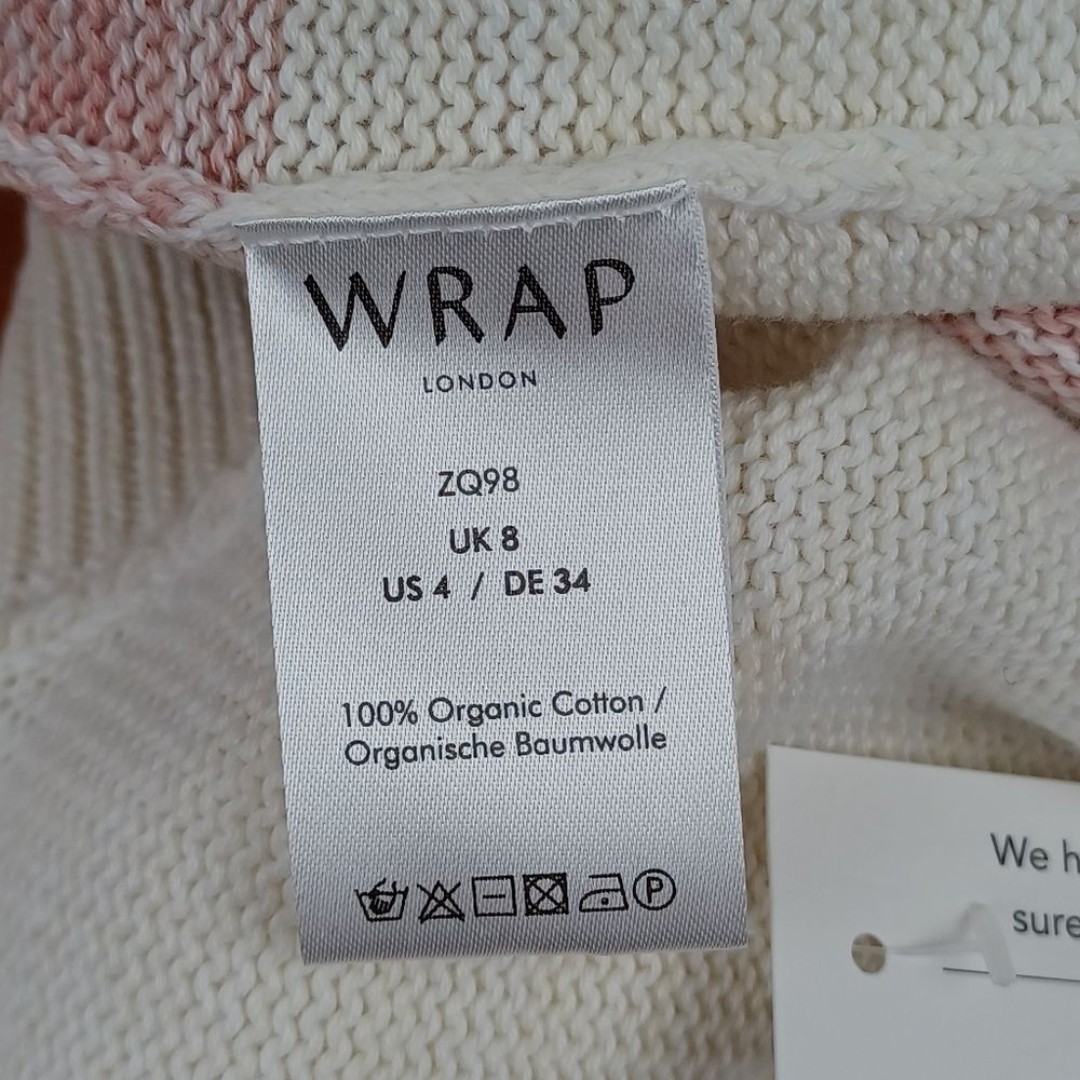 WRAP
LONDON
ZQ98
UK 8
US 4 / DE 34
100% Organic Cotton /
Organische Baumwolle
P
We h
sure